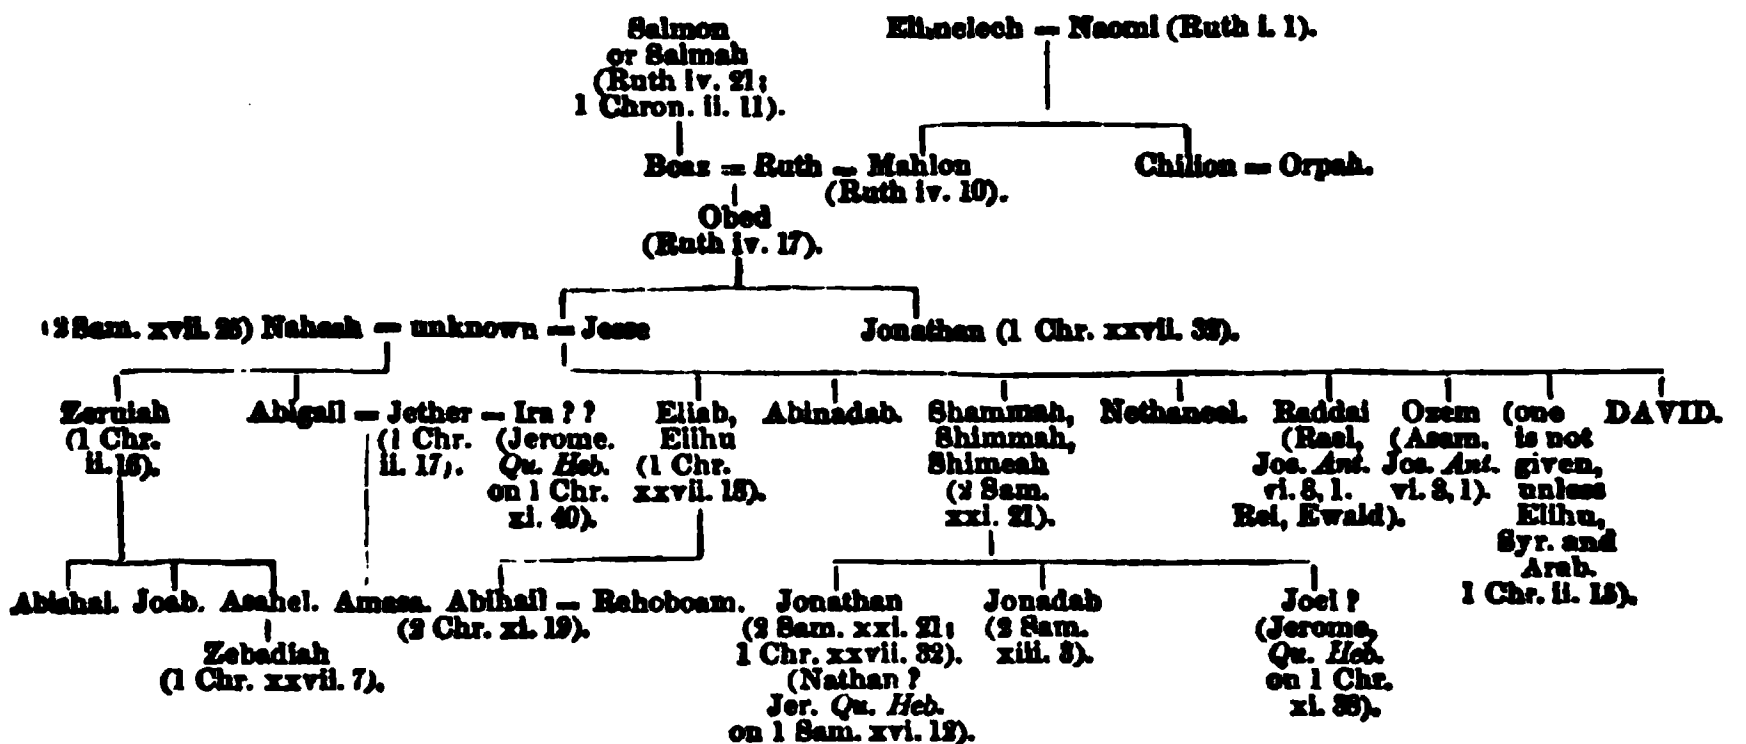 Salmon
or Salmah
(Ruth iv. 21;
1 Chron. ii. 11).
Elimelech = Naomi (Ruth i. 1).
Boaz = Ruth = Mahlon
(Ruth iv. 10).
Chilion = Orpah.
Obed
(Ruth iv. 17).
(2 Sam. xvii. 25) Nahash = unknown = Jesse
Jonathan (1 Chr. xxvii. 32).
Zeruiah
(1 Chr.
ii. 16).
Abigail = Jether = Ira ? ?
(1 Chr.
ii. 17).
(Jerome.
Qu. Heb.
on 1 Chr.
xi. 40).
Eliab,
Elihu
(1 Chr.
xxvii. 18).
Abinadab.
Shammah,
Shimmah,
Shimeah
(2 Sam.
xxi. 21).
Nethaneel.
Raddai
(Rael,
Jos. Ant.
vi. 8, 1.
Rei, Ewald).
Ozem
(Asam.
Jos. Ant.
vi. 8, 1).
(one
is not
given,
unless
Elihu,
Syr. and
Arab.
1 Chr. ii. 15).
DAVID.
Abishai. Joab. Asahel. Amasa. Abihail = Rehoboam.
(2 Chr. xi. 19).
Zebadiah
(1 Chr. xxvii. 7).
Jonathan
(2 Sam. xxi. 21;
1 Chr. xxvii. 32).
(Nathan ?
Jer. Qu. Heb.
on 1 Sam. xvi. 12).
Jonadab
(2 Sam.
xiii. 3).
Joel ?
(Jerome,
Qu. Heb.
on 1 Chr.
xi. 38).